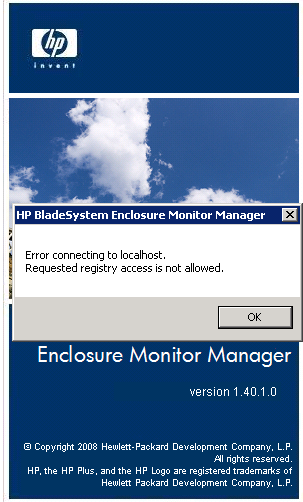 hp
invent
HP BladeSystem Enclosure Monitor Manager
Error connecting to localhost.
Requested registry access is not allowed.
OK
Enclosure Monitor Manager
version 1.40.1.0
© Copyright 2008 Hewlett-Packard Development Company, L.P.
All rights reserved.
HP, the HP Plus, and the HP Logo are registered trademarks of
Hewlett Packard Development Company, L.P.